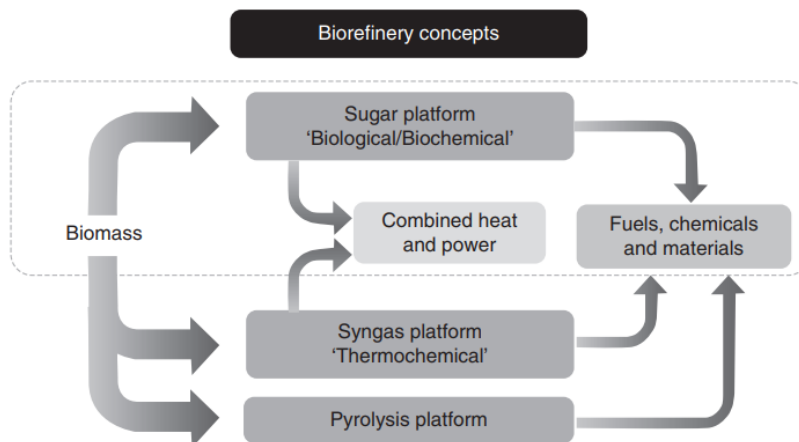 Biorefinery concepts
Sugar platform
‘Biological/Biochemical’
Biomass
Combined heat
and power
Fuels, chemicals
and materials
Syngas platform
‘Thermochemical’
Pyrolysis platform